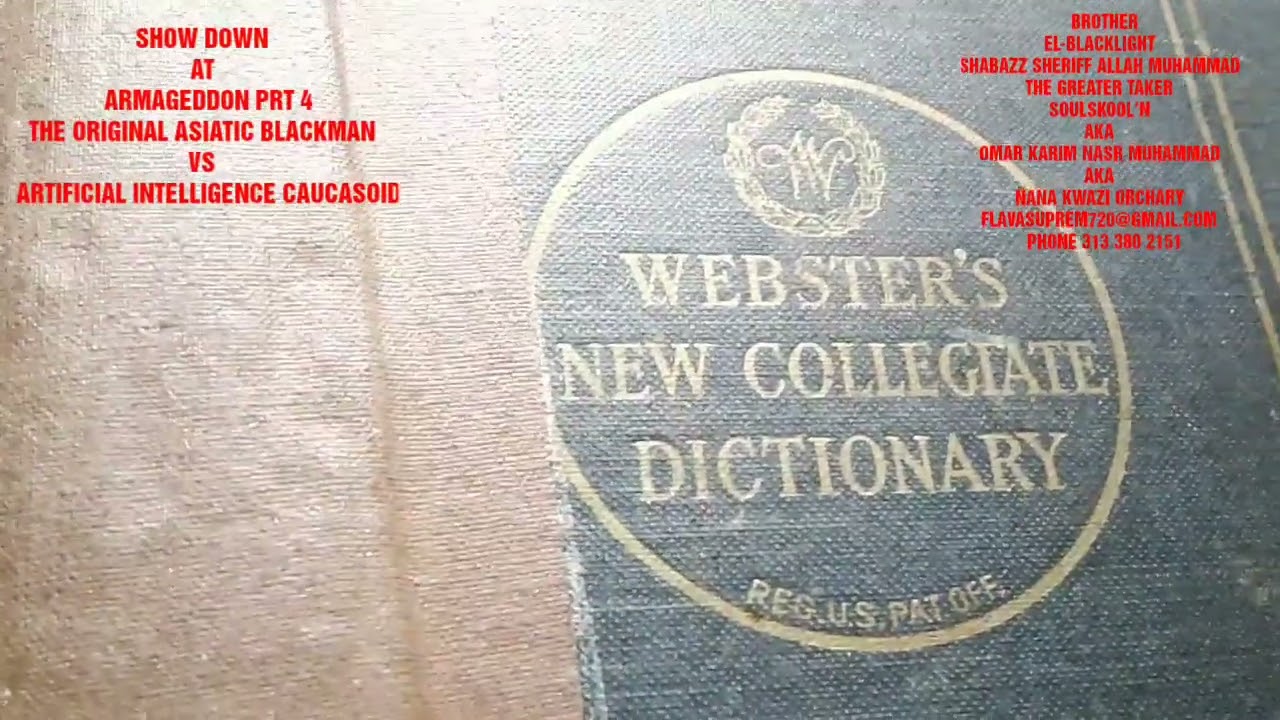 SHOW DOWN
AT
ARMAGEDDON PRT 4
THE ORIGINAL ASIATIC BLACKMAN
VS
ARTIFICIAL INTELLIGENCE CAUCASOID
BROTHER
EL-BLACKLIGHT
SHABAZZ SHERIFF ALLAH MUHAMMAD
THE GREATER TAKER
SOULSKOOL'N
AKA
OMAR KARIM NASR MUHAMMAD
AKA
NANA KWAZI ORCHARY
FLAVASUPREM720@GMAIL.COM
PHONE 313 380 2151
W
WEBSTER'S
NEW COLLEGIATE
DICTIONARY
REG. U.S. PAT. OFF.